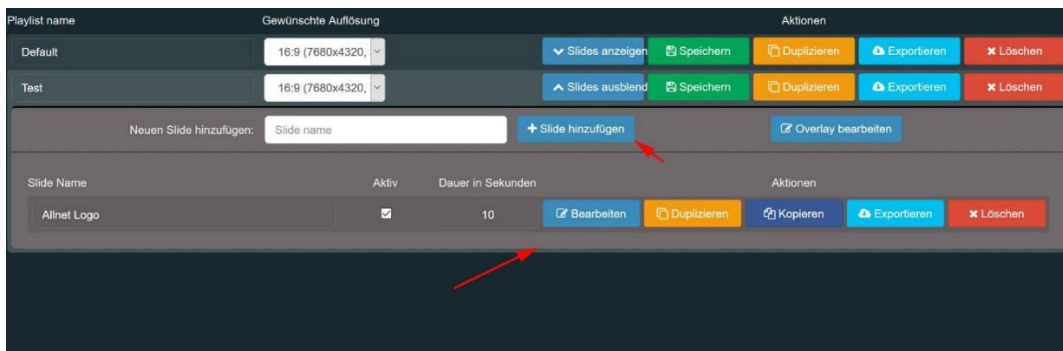 Playlist name Gewünschte Auflösung Aktionen
Default 16:9 (7680x4320, Slides anzeigen Speichern Duplizieren Exportieren Löschen
Test 16:9 (7680x4320, Slides ausblend Speichern Duplizieren Exportieren Löschen
Neuen Slide hinzufügen: Slide name Slide hinzufügen Overlay bearbeiten
Slide Name Aktiv Dauer in Sekunden Aktionen
Allnet Logo 10 Bearbeiten Duplizieren Kopieren Exportieren Löschen